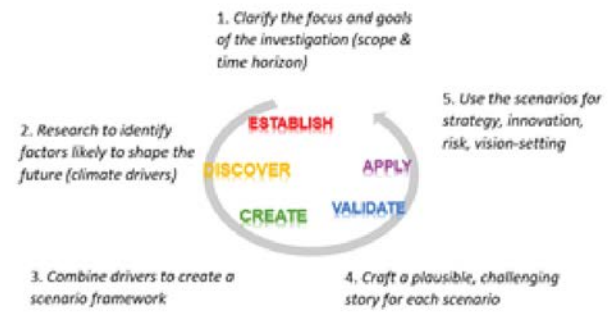 1. Clarify the focus and goals
of the investigation (scope &
time horizon)
5. Use the scenarios for
strategy, innovation,
risk, vision-setting
2. Research to identify
factors likely to shape the
future (climate drivers)
ESTABLISH
DISCOVER
APPLY
CREATE
VALIDATE
3. Combine drivers to create a
scenario framework
4. Craft a plausible, challenging
story for each scenario